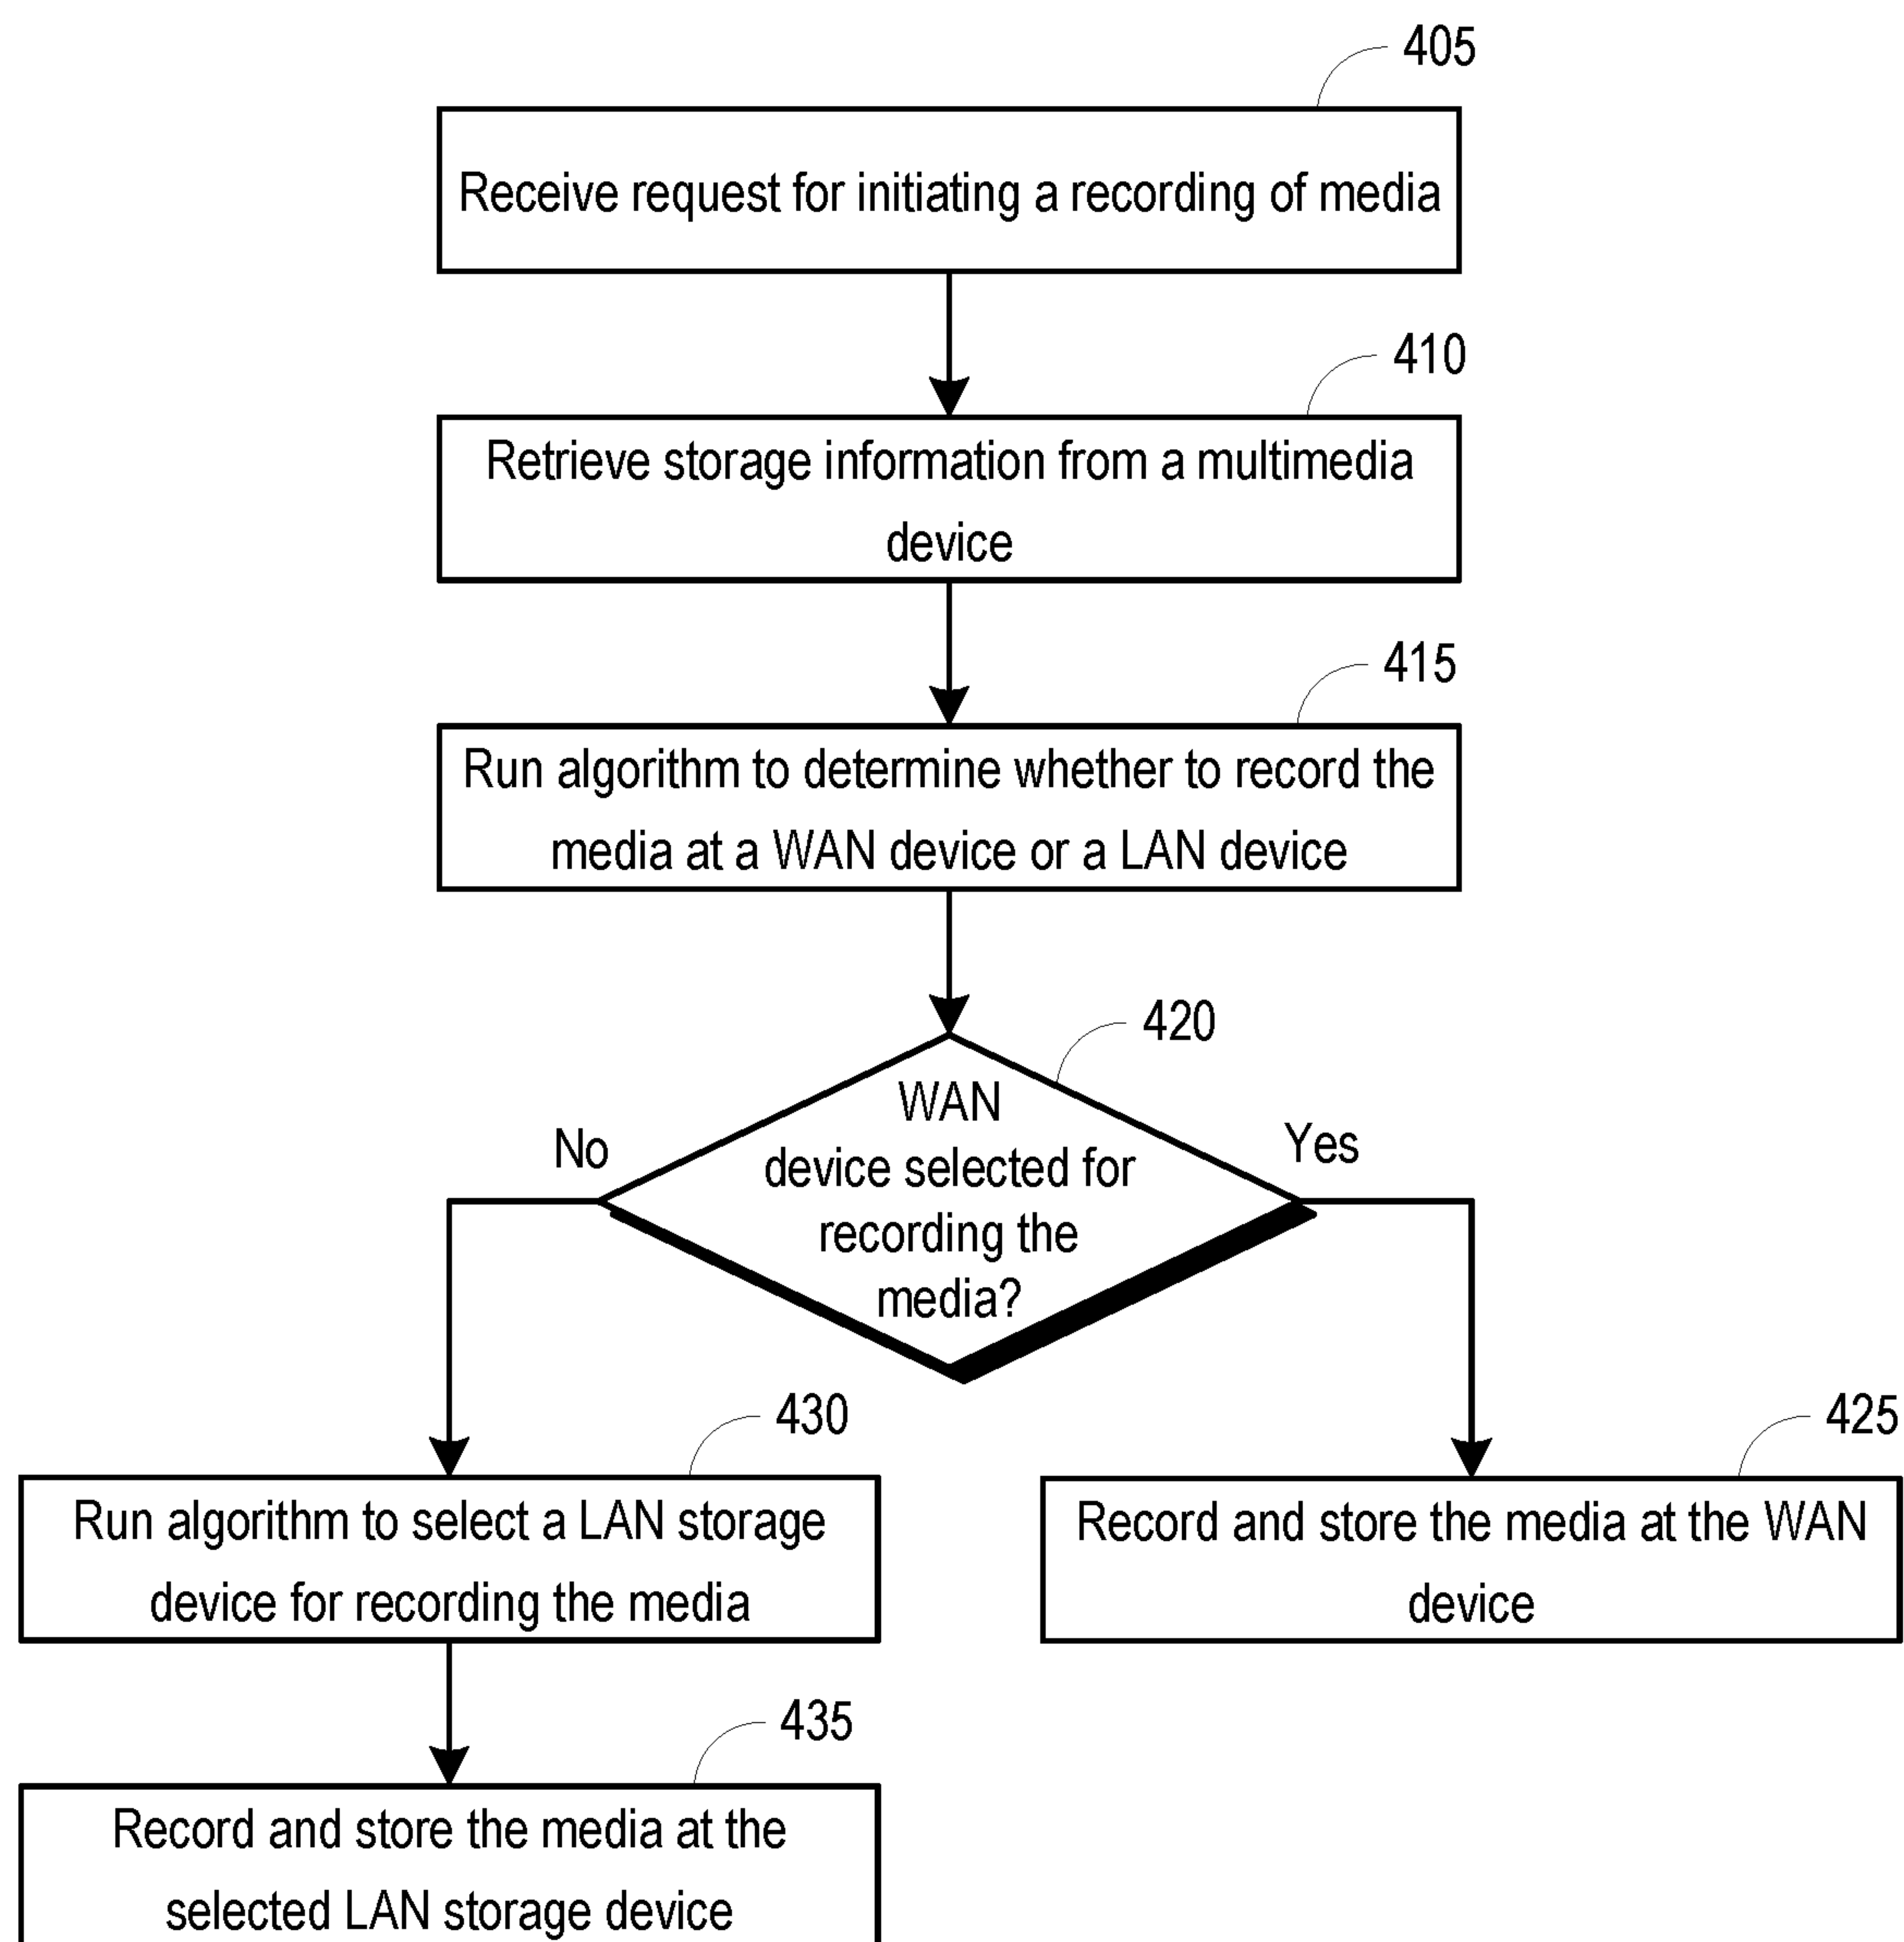 405
Receive request for initiating a recording of media
410
Retrieve storage information from a multimedia
device
415
Run algorithm to determine whether to record the
media at a WAN device or a LAN device
420
WAN
device selected for
recording the
media?
No
Yes
430
Run algorithm to select a LAN storage
device for recording the media
425
Record and store the media at the WAN
device
435
Record and store the media at the
selected LAN storage device